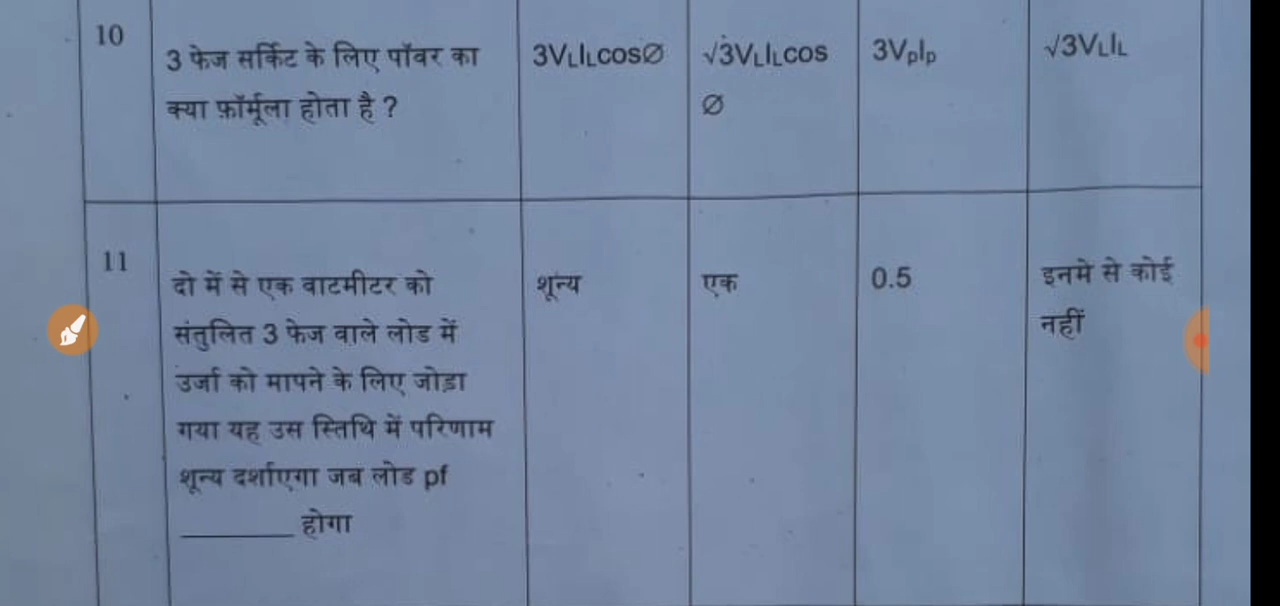 10
3 फेज सर्किट के लिए पॉवर का
क्या फ़ॉर्मूला होता है ?
3VLILcosØ
√3VLILcos
Ø
3VpIp
√3VLIL
11
दो में से एक वाटमीटर को
संतुलित 3 फेज वाले लोड में
उर्जा को मापने के लिए जोड़ा
गया यह उस स्तिथि में परिणाम
शून्य दर्शाएगा जब लोड pf
______ होगा
शून्य
एक
0.5
इनमे से कोई
नहीं